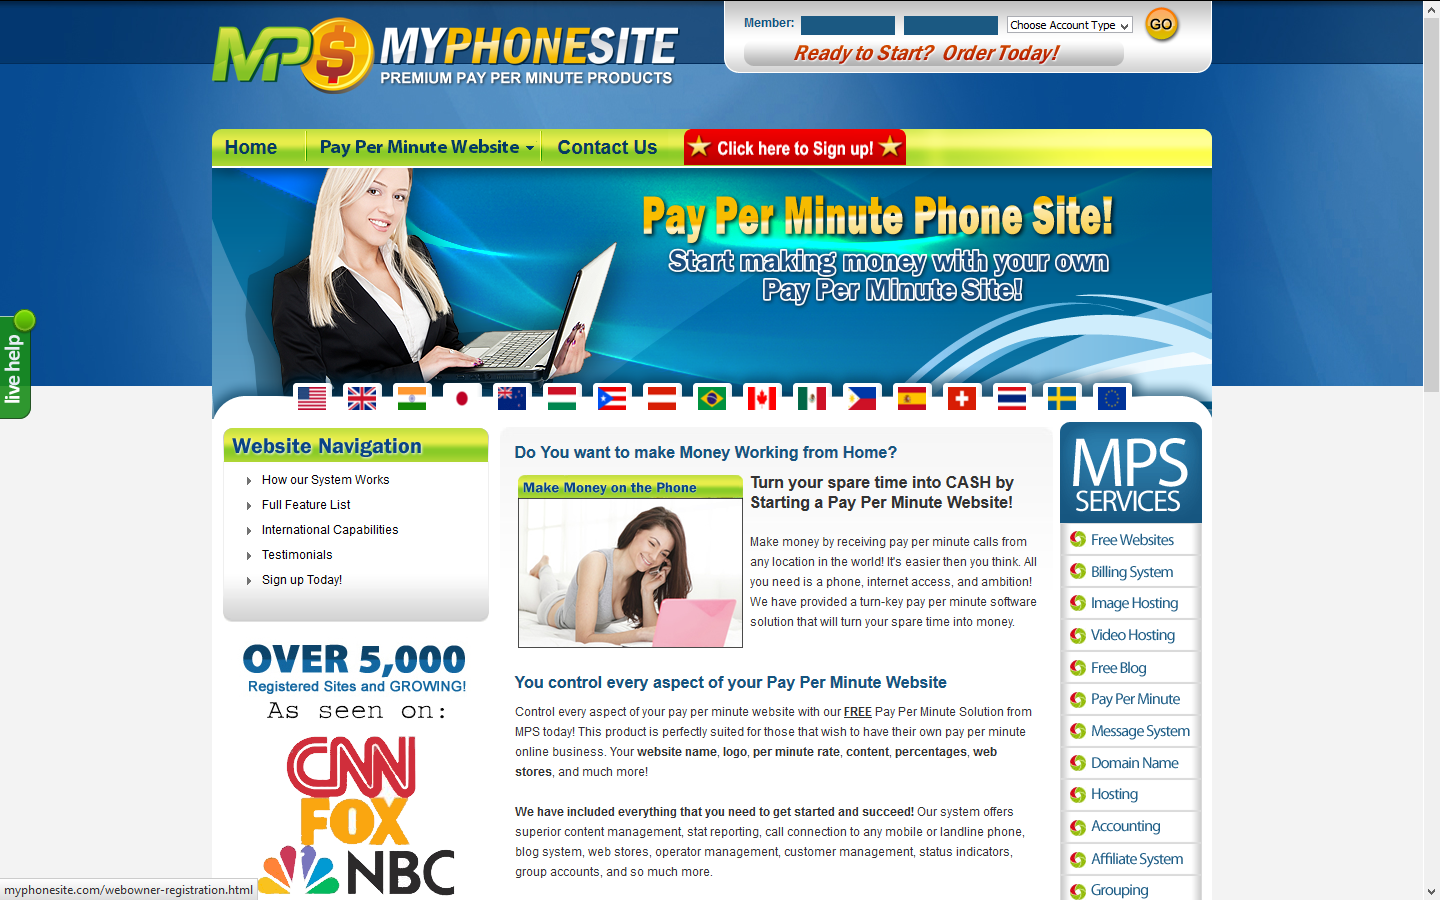 MPS MYPHONESITE
PREMIUM PAY PER MINUTE PRODUCTS
Member:
Choose Account Type
GO
Ready to Start? Order Today!
Home
Pay Per Minute Website
Contact Us
Click here to Sign up!
Pay Per Minute Phone Site!
Start making money with your own
Pay Per Minute Site!
live help
Website Navigation
How our System Works
Full Feature List
International Capabilities
Testimonials
Sign up Today!
OVER 5,000
Registered Sites and GROWING!
As seen on:
CNN
FOX
NBC
Do You want to make Money Working from Home?
Make Money on the Phone
Turn your spare time into CASH by
Starting a Pay Per Minute Website!
Make money by receiving pay per minute calls from
any location in the world! It's easier then you think. All
you need is a phone, internet access, and ambition!
We have provided a turn-key pay per minute software
solution that will turn your spare time into money.
You control every aspect of your Pay Per Minute Website
Control every aspect of your pay per minute website with our FREE Pay Per Minute Solution from
MPS today! This product is perfectly suited for those that wish to have their own pay per minute
online business. Your website name, logo, per minute rate, content, percentages, web
stores, and much more!
We have included everything that you need to get started and succeed! Our system offers
superior content management, stat reporting, call connection to any mobile or landline phone,
blog system, web stores, operator management, customer management, status indicators,
group accounts, and so much more.
MPS
SERVICES
Free Websites
Billing System
Image Hosting
Video Hosting
Free Blog
Pay Per Minute
Message System
Domain Name
Hosting
Accounting
Affiliate System
Grouping
myphonesite.com/webowner-registration.html